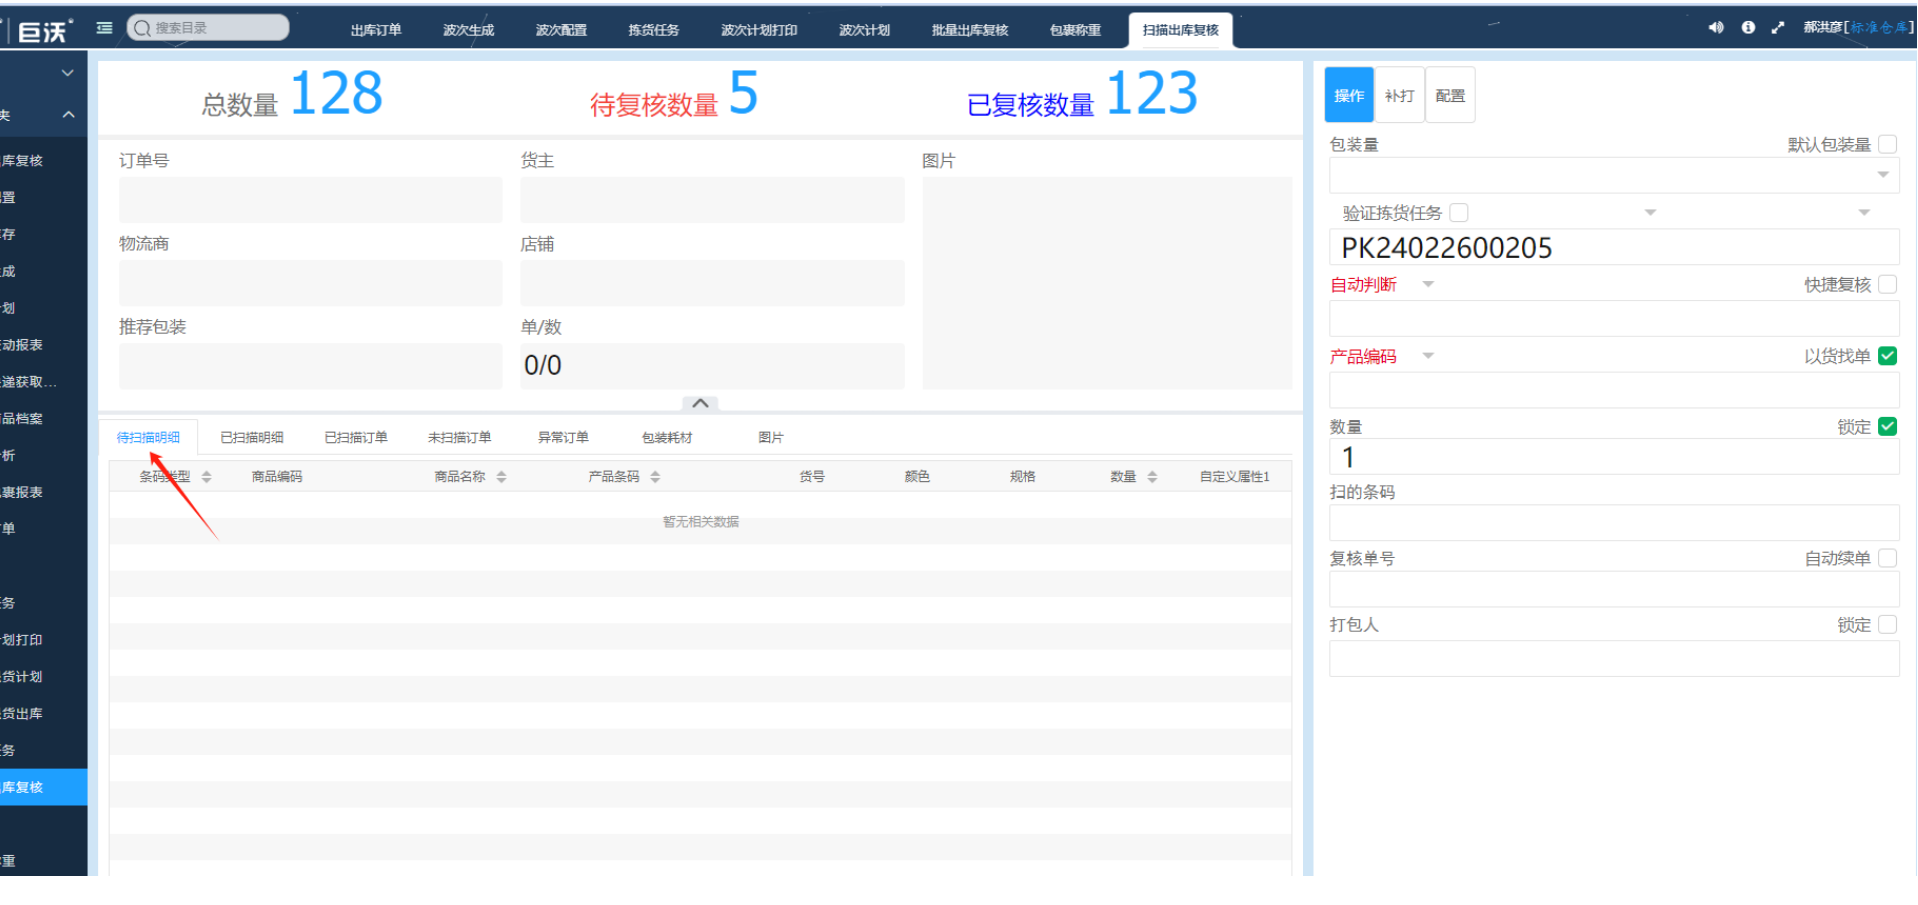 巨沃 搜索目录 出库订单 波次生成 波次配置 拣货任务 波次计划打印 波次计划 批量出库复核 包裹称重 扫描出库复核 郝洪彦[标准仓库]
夹
库复核
置
存
成
划
动报表
递获取...
品档案
析
裹报表
单
务
划打印
货计划
货出库
务
库复核
重
总数量 128 待复核数量 5 已复核数量 123
订单号 货主 图片
物流商 店铺
推荐包装 单/数
0/0
待扫描明细 已扫描明细 已扫描订单 未扫描订单 异常订单 包装耗材 图片
条码类型 商品编码 商品名称 产品条码 货号 颜色 规格 数量 自定义属性1
暂无相关数据
操作 补打 配置
包装量 默认包装量
验证拣货任务
PK24022600205
自动判断 快捷复核
产品编码 以货找单
数量 锁定
1
扫的条码
复核单号 自动续单
打包人 锁定